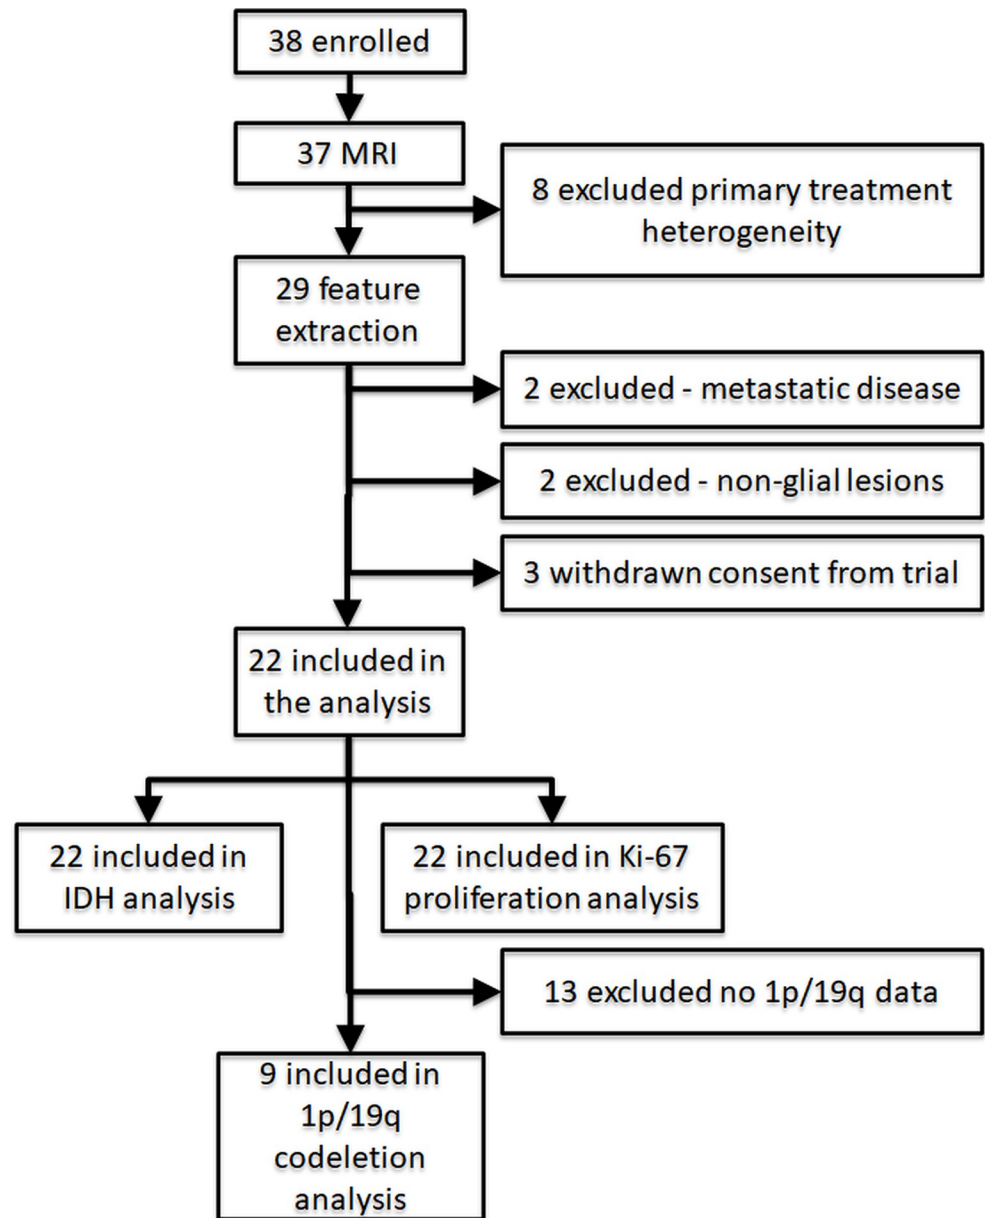 38 enrolled
37 MRI
8 excluded primary treatment
heterogeneity
29 feature
extraction
2 excluded - metastatic disease
2 excluded - non-glial lesions
3 withdrawn consent from trial
22 included in
the analysis
22 included in
IDH analysis
22 included in Ki-67
proliferation analysis
13 excluded no 1p/19q data
9 included in
1p/19q
codeletion
analysis